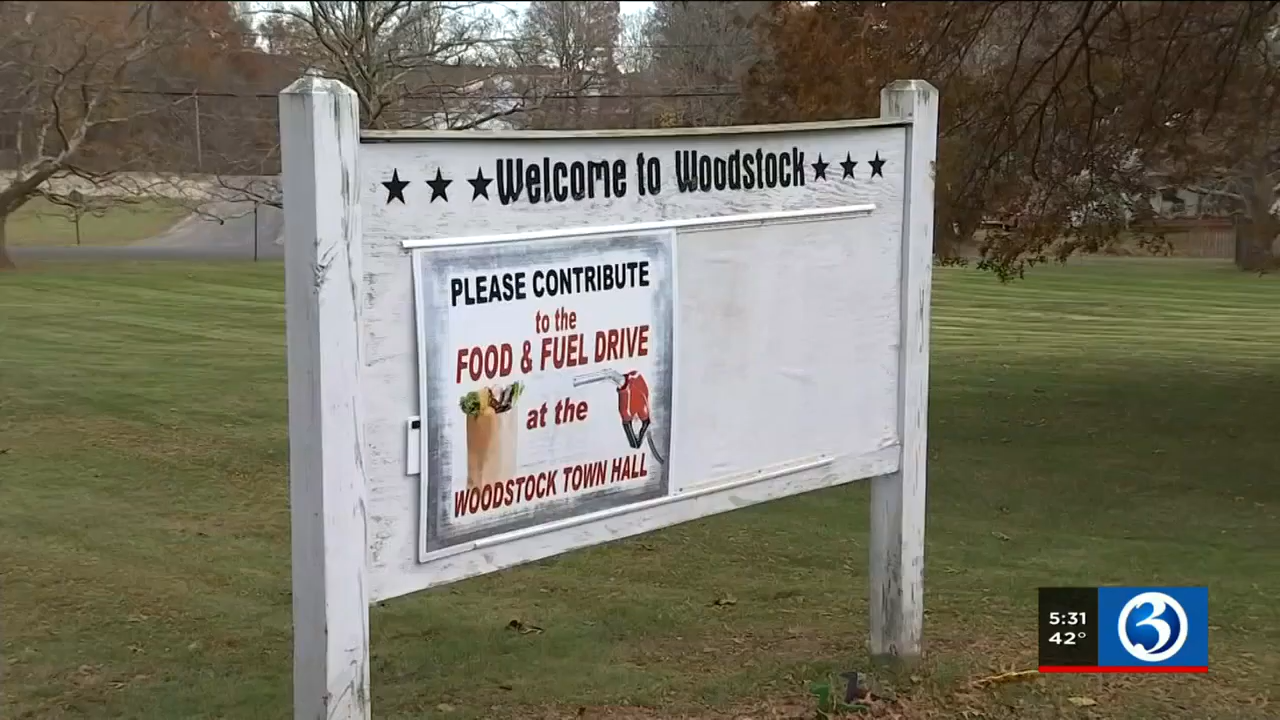 ★ ★ ★Welcome to Woodstock★ ★ ★
PLEASE CONTRIBUTE
to the
FOOD & FUEL DRIVE
at the
WOODSTOCK TOWN HALL
5:31
42°
3